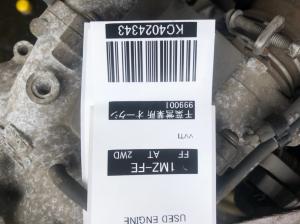 USED ENGINE
1MZ-FE
FF AT 2WD
VVTI
千葉営業所
999001
KC4024343